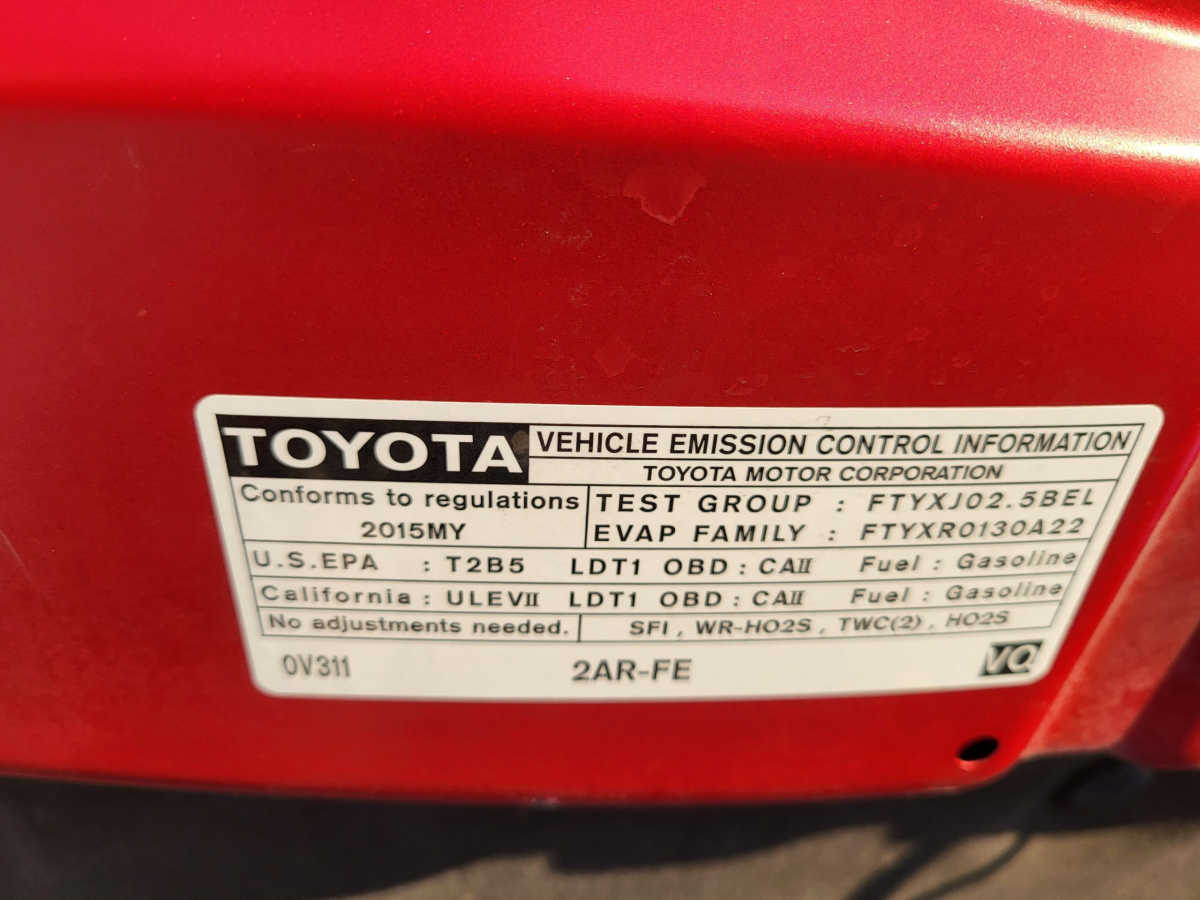 TOYOTA VEHICLE EMISSION CONTROL INFORMATION
TOYOTA MOTOR CORPORATION
Conforms to regulations TEST GROUP : FTYXJ02.5BEL
2015MY EVAP FAMILY : FTYXR0130A22
U.S.EPA : T2B5 LDT1 OBD : CAII Fuel : Gasoline
California : ULEVII LDT1 OBD : CAII Fuel : Gasoline
No adjustments needed. SFI , WR-HO2S , TWC(2) , HO2S
0V311 2AR-FE VQ